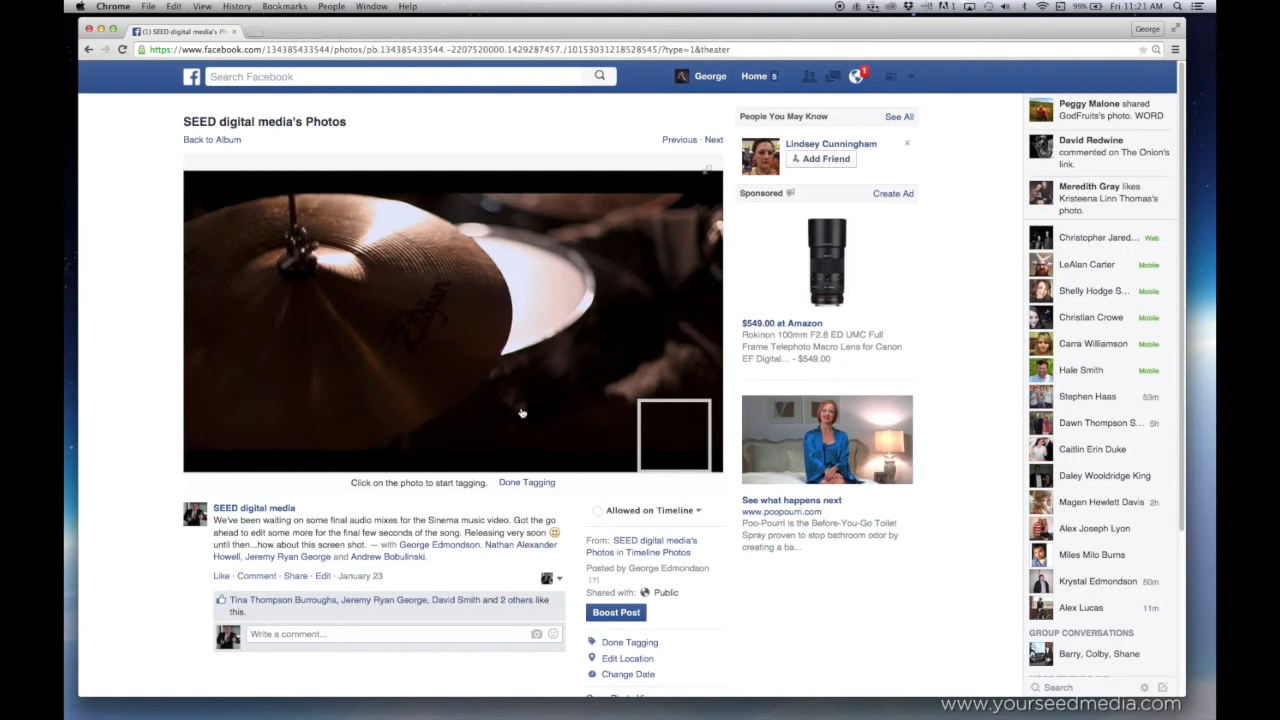 Chrome File Edit View History Bookmarks People Window Help
99% Fri 11:21 AM
(1) SEED digital media's P
George
https://www.facebook.com/134385433544/photos/pb.134385433544.-2207520000.1429287457./10153031218528545/?type=1&theater
Search Facebook
George Home 5
1
SEED digital media's Photos
Back to Album
Previous · Next
Click on the photo to start tagging. Done Tagging
SEED digital media
We've been waiting on some final audio mixes for the Sinema music video. Got the go
ahead to edit some more for the final few seconds of the song. Releasing very soon
until then...how about this screen shot. — with George Edmondson, Nathan Alexander
Howell, Jeremy Ryan George and Andrew Bobulinski.
Like · Comment · Share · Edit · January 23
Tina Thompson Burroughs, Jeremy Ryan George, David Smith and 2 others like
this.
Write a comment...
Allowed on Timeline
From: SEED digital media's
Photos in Timeline Photos
Posted by George Edmondson
[?]
Shared with: Public
Boost Post
Done Tagging
Edit Location
Change Date
People You May Know See All
Lindsey Cunningham
Add Friend
Sponsored Create Ad
$549.00 at Amazon
Rokinon 100mm F2.8 ED UMC Full
Frame Telephoto Macro Lens for Canon
EF Digital... - $549.00
See what happens next
www.poopourri.com
Poo-Pourri is the Before-You-Go Toilet
Spray proven to stop bathroom odor by
creating a ba...
Peggy Malone shared
GodFruits's photo. WORD
David Redwine
commented on The Onion's
link.
Meredith Gray likes
Kristeena Linn Thomas's
photo.
Christopher Jared... Web
LeAlan Carter Mobile
Shelly Hodge S... Mobile
Christian Crowe Mobile
Carra Williamson Mobile
Hale Smith Mobile
Stephen Haas 53m
Dawn Thompson S... 5h
Caitlin Erin Duke
Daley Wooldridge King
Magen Hewlett Davis 2h
Alex Joseph Lyon
Miles Milo Burns
Krystal Edmondson 50m
Alex Lucas 11m
GROUP CONVERSATIONS
Barry, Colby, Shane
Search
www.yourseedmedia.com